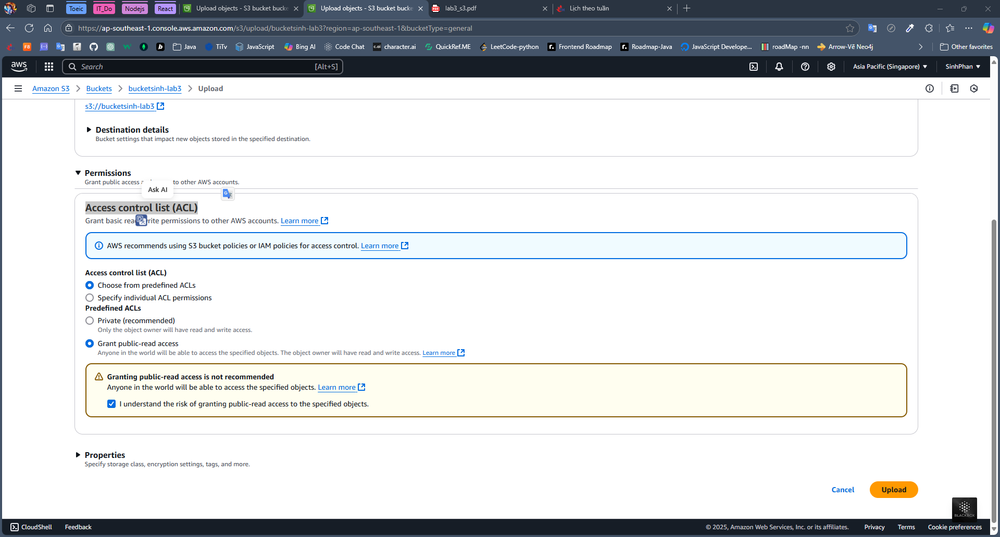 Toic
IT_Do
Nodejs
React
Upload objects - S3 bucket bucke
Upload objects - S3 bucket bucke
lab3_s3.pdf
Lịch theo tuần
https://ap-southeast-1.console.aws.amazon.com/s3/upload/bucketsinh-lab3?region=ap-southeast-1&bucketType=general
F8
Java
TiTv
JavaScript
Bing AI
Code Chat
c.ai
character.ai
QuickRef.ME
LeetCode-python
Frontend Roadmap
Roadmap-Java
JavaScript Develope...
roadMap -nn
Arrow-Vẽ Neo4j
Other favorites
aws
Search
[Alt+S]
Asia Pacific (Singapore)
SinhPhan
Amazon S3
Buckets
bucketsinh-lab3
Upload
s3://bucketsinh-lab3
Destination details
Bucket settings that impact new objects stored in the specified destination.
Permissions
Grant public access to other AWS accounts.
Ask AI
Access control list (ACL)
Grant basic write permissions to other AWS accounts. Learn more
AWS recommends using S3 bucket policies or IAM policies for access control. Learn more
Access control list (ACL)
Choose from predefined ACLs
Specify individual ACL permissions
Predefined ACLs
Private (recommended)
Only the object owner will have read and write access.
Grant public-read access
Anyone in the world will be able to access the specified objects. The object owner will have read and write access. Learn more
Granting public-read access is not recommended
Anyone in the world will be able to access the specified objects. Learn more
I understand the risk of granting public-read access to the specified objects.
Properties
Specify storage class, encryption settings, tags, and more.
Cancel
Upload
BLACKBOX
CloudShell
Feedback
© 2025, Amazon Web Services, Inc. or its affiliates.
Privacy
Terms
Cookie preferences